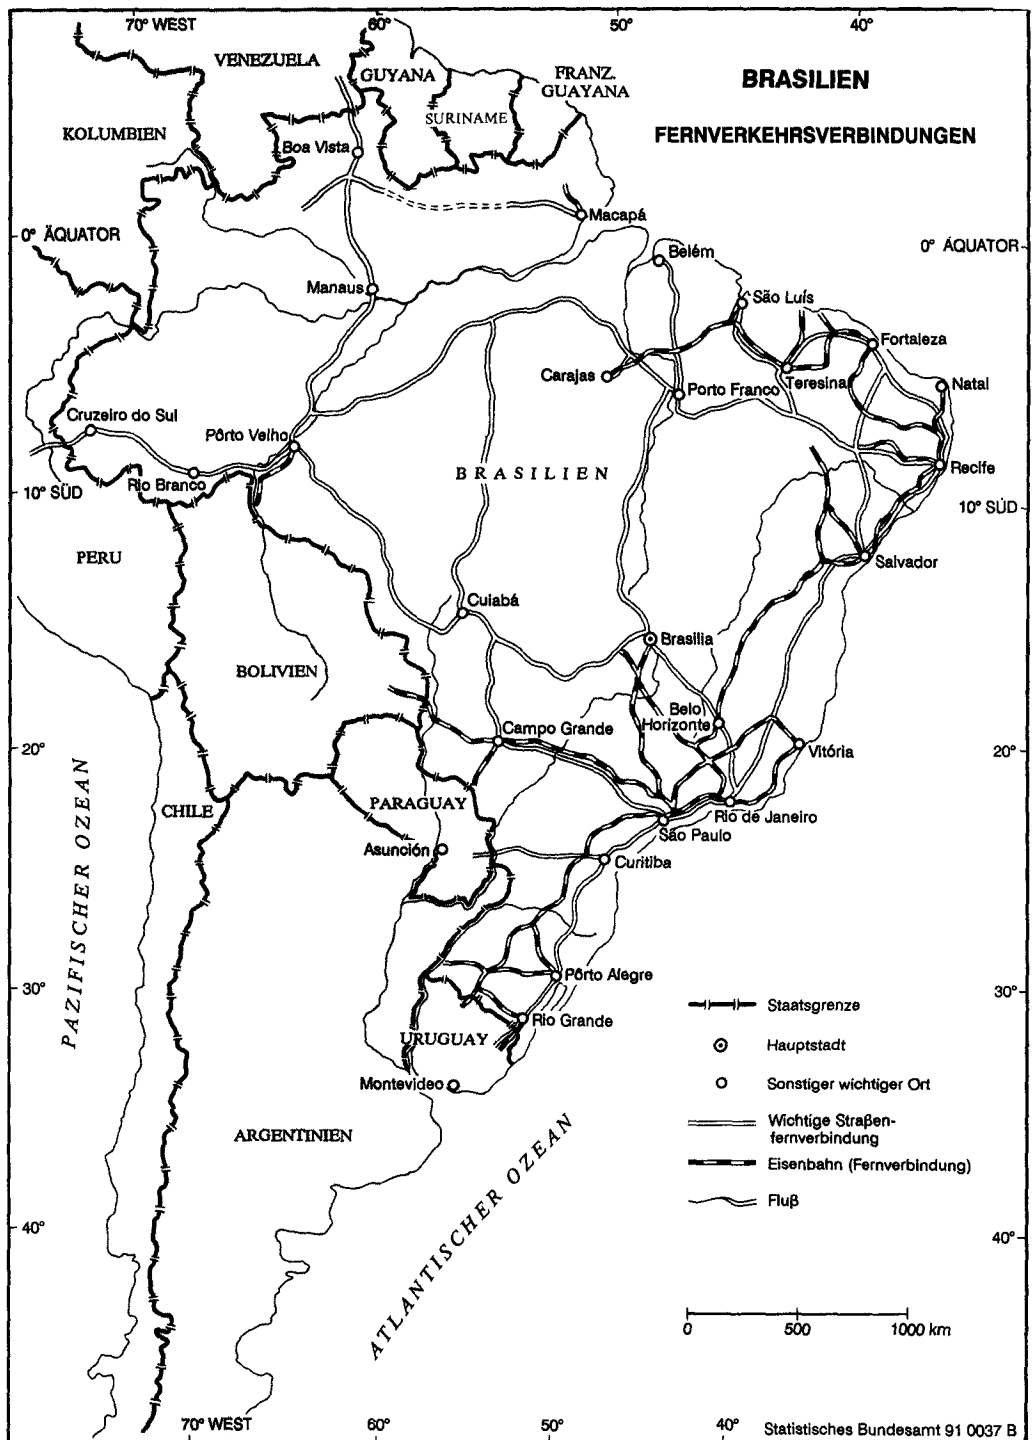 70° WEST
60°
50°
40°
VENEZUELA
GUYANA
FRANZ.
GUAYANA
SURINAME
BRASILIEN
FERNVERKEHRSVERBINDUNGEN
KOLUMBIEN
Boa Vista
Macapá
0° ÄQUATOR
0° ÁQUATOR
Belém
Manaus
São Luís
Fortaleza
Carajas
Teresina
Porto Franco
Natal
Cruzeiro do Sul
Pôrto Velho
BRASILIEN
Recife
Rio Branco
10° SÜD
10° SÜD
PERU
Salvador
Cuiabá
Brasilia
BOLIVIEN
Belo
Horizonte
Campo Grande
20°
20°
Vitória
PAZIFISCHER OZEAN
CHILE
PARAGUAY
Rio de Janeiro
São Paulo
Asunción
Curitiba
Pôrto Alegre
30°
30°
Rio Grande
URUGUAY
Montevideo
ARGENTINIEN
ATLANTISCHER OZEAN
Staatsgrenze
Hauptstadt
Sonstiger wichtiger Ort
Wichtige Straßen-
fernverbindung
Eisenbahn (Fernverbindung)
Fluß
40°
40°
0 500 1000 km
70° WEST
60°
50°
40°
Statistisches Bundesamt 91 0037 B